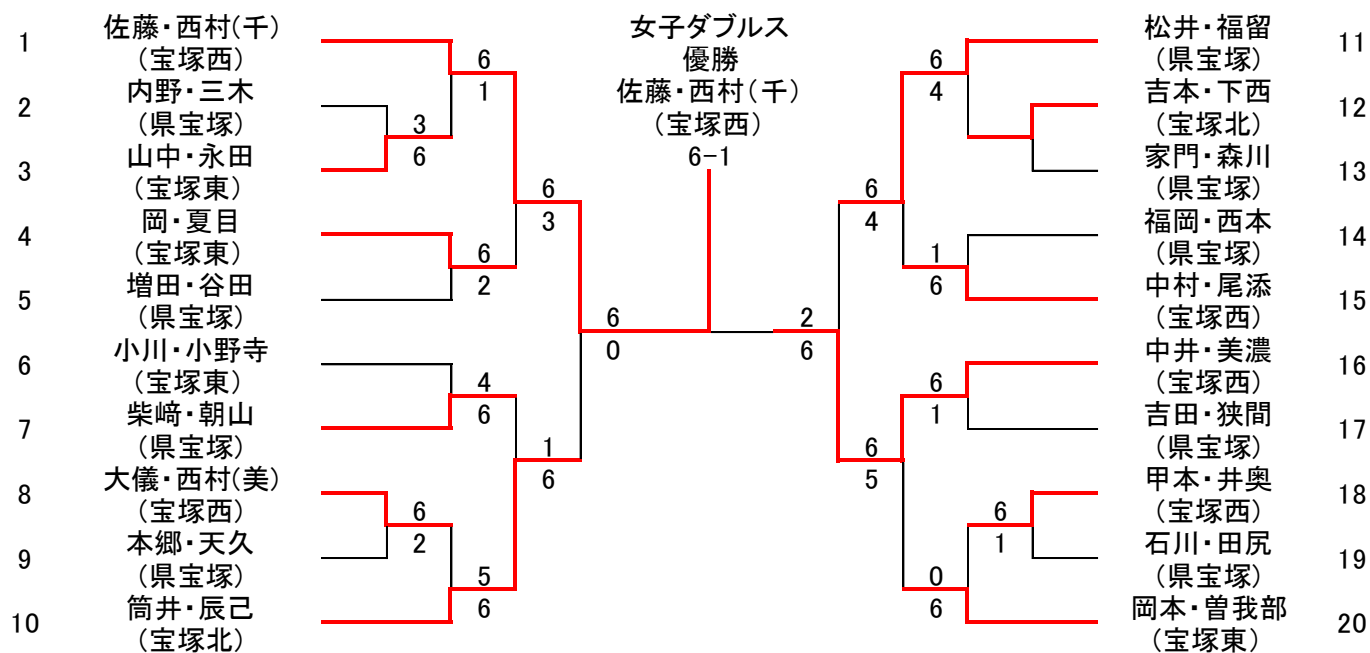 女子ダブルス
優勝
佐藤・西村(千)
(宝塚西)
6-1
1
佐藤・西村(千)
(宝塚西)
2
内野・三木
(県宝塚)
3
山中・永田
(宝塚東)
4
岡・夏目
(宝塚東)
5
増田・谷田
(県宝塚)
6
小川・小野寺
(宝塚東)
7
柴﨑・朝山
(県宝塚)
8
大儀・西村(美)
(宝塚西)
9
本郷・天久
(県宝塚)
10
筒井・辰己
(宝塚北)
6
1
3
6
6
2
4
6
6
2
5
6
6
3
1
6
6
0
2
6
6
4
6
5
6
4
1
6
6
1
6
1
0
6
松井・福留
(県宝塚)
11
吉本・下西
(宝塚北)
12
家門・森川
(県宝塚)
13
福岡・西本
(県宝塚)
14
中村・尾添
(宝塚西)
15
中井・美濃
(宝塚西)
16
吉田・狭間
(県宝塚)
17
甲本・井奥
(宝塚西)
18
石川・田尻
(県宝塚)
19
岡本・曽我部
(宝塚東)
20